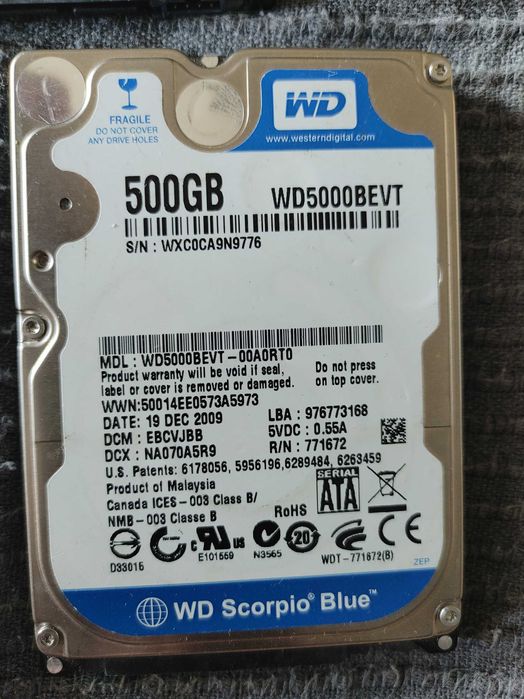 FRAGILE
DO NOT COVER
ANY DRIVE HOLES
WD
www.westerndigital.com
500GB WD5000BEVT
S/N : WXC0CA9N9776
MDL : WD5000BEVT-00A0RT0
Product warranty will be void if seal,
label or cover is removed or damaged.
Do not press
on top cover.
WWN:50014EE0573A5973
DATE: 19 DEC 2009 LBA : 976773168
DCM : EBCVJBB 5VDC : 0.55A
DCX : NA070A5R9 R/N : 771672
U.S. Patents: 6178056, 5956196,6289484, 6263459
Product of Malaysia
Canada ICES-003 Class B/
NMB-003 Classe B
RoHS
SERIAL
ATA
D33015
c RU us
E101559
N3565
20
CE
WDT-771672(B)
ZEP
WD Scorpio® Blue™